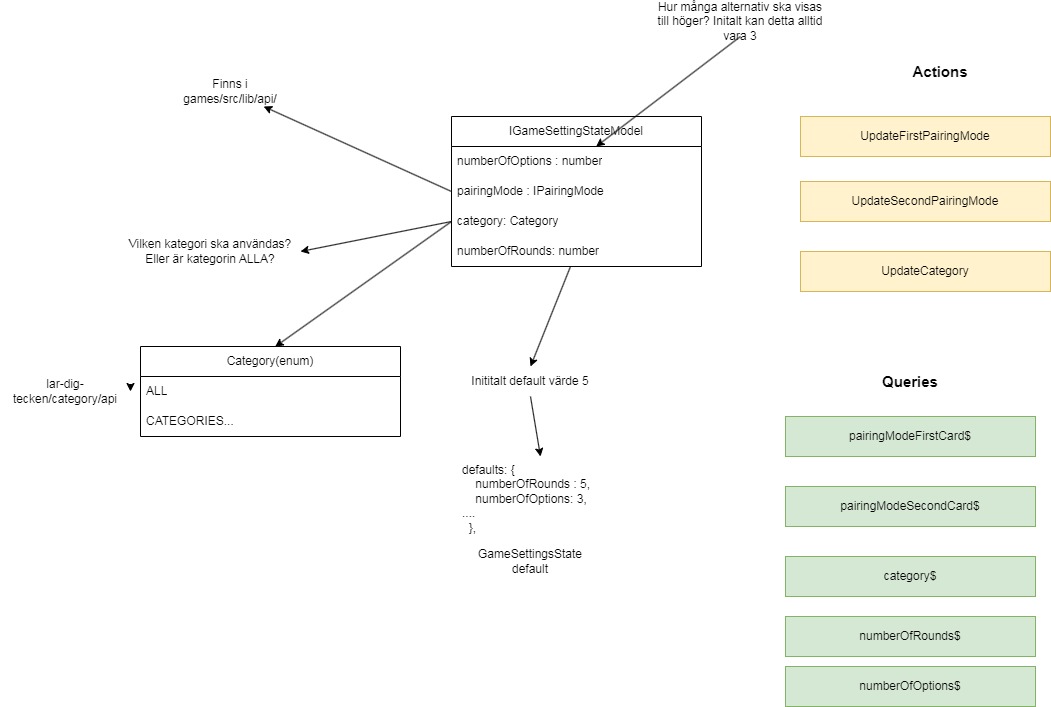 Hur många alternativ ska visas
till höger? Initalt kan detta alltid
vara 3
Finns i
games/src/lib/api/
IGameSettingStateModel
numberOfOptions : number
pairingMode : IPairingMode
category: Category
numberOfRounds: number
Vilken kategori ska användas?
Eller är kategorin ALLA?
Category(enum)
ALL
CATEGORIES...
lar-dig-
tecken/category/api
Inititalt default värde 5
defaults: {
numberOfRounds : 5,
numberOfOptions: 3,
....
},
GameSettingsState
default
Actions
UpdateFirstPairingMode
UpdateSecondPairingMode
UpdateCategory
Queries
pairingModeFirstCard$
pairingModeSecondCard$
category$
numberOfRounds$
numberOfOptions$